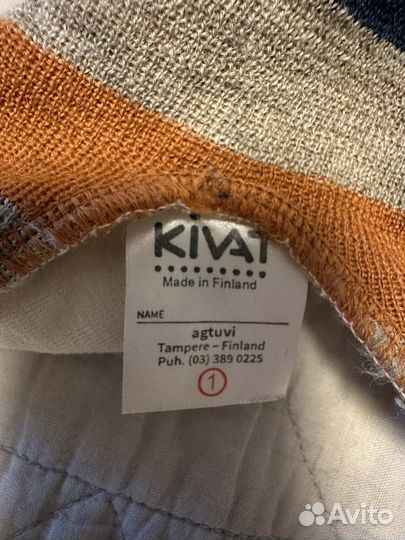 KiVAT
Made in Finland
NAME
agtuvi
Tampere – Finland
Puh. (03) 389 0225
1
Avito